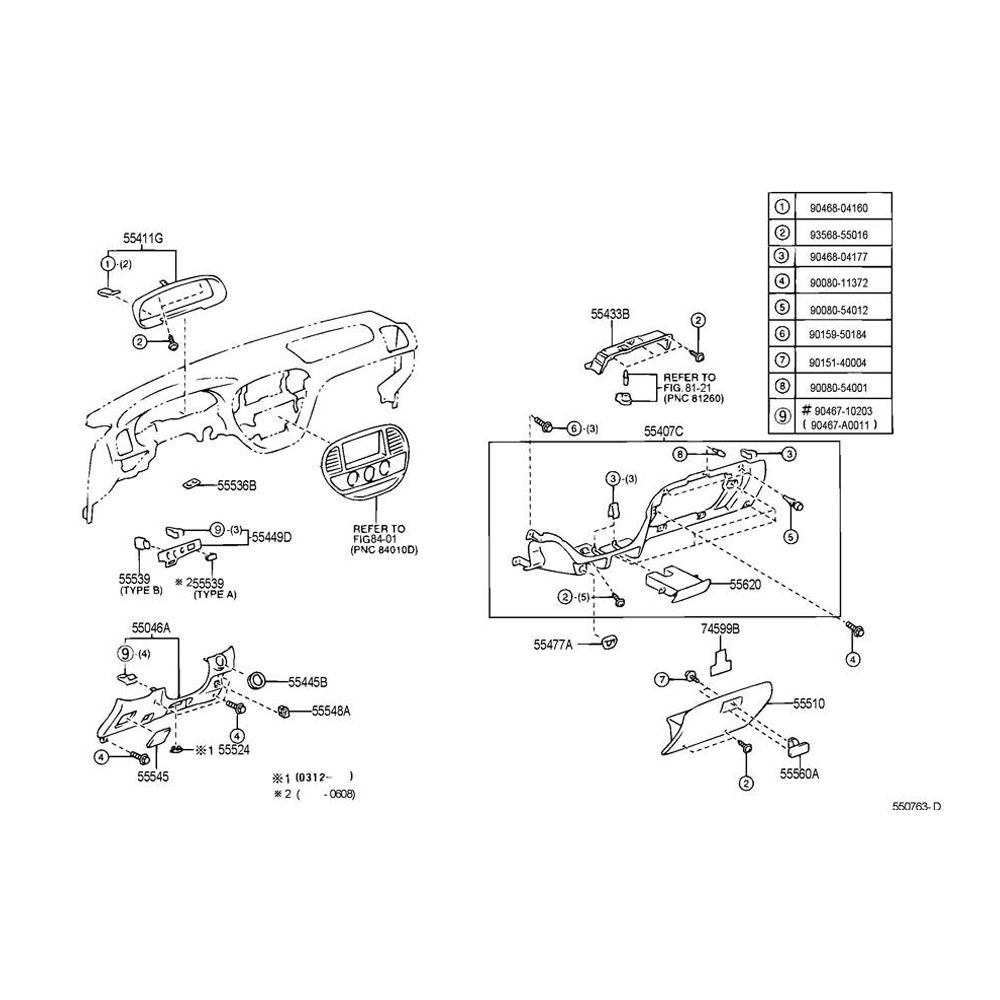 1 90468-04160
2 93568-55016
3 90468-04177
4 90080-11372
5 90080-54012
6 90159-50184
7 90151-40004
8 90080-54001
9 # 90467-10203
( 90467-A0011 )
55411G
1 -(2)
2
55536B
REFER TO
FIG84-01
(PNC 84010D)
9 -(3)
55449D
55539
(TYPE B)
※ 255539
(TYPE A)
55046A
9 -(4)
55445B
55548A
4
※1 55524
4
55545
※1 (0312- )
※2 ( -0608)
55433B
2
REFER TO
FIG. 81-21
(PNC 81260)
6 -(3)
55407C
8
3
3 -(3)
5
55620
2 -(5)
55477A
4
74599B
7
55510
55560A
2
550763-D